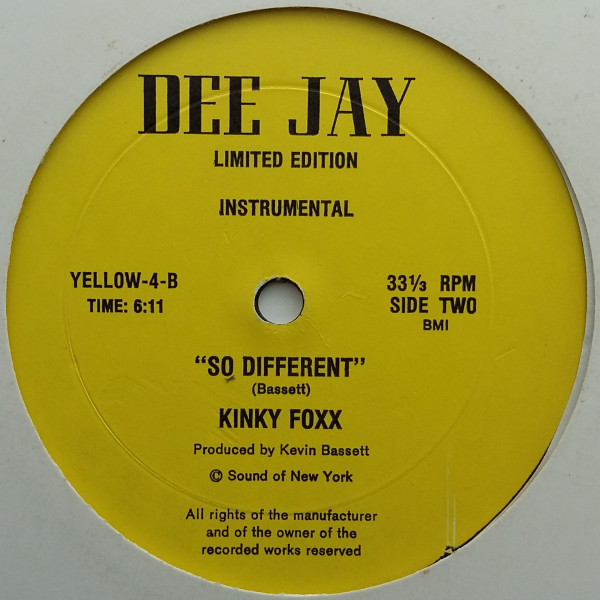 DEE JAY
LIMITED EDITION
INSTRUMENTAL
YELLOW-4-B
TIME: 6:11
33⅓ RPM
SIDE TWO
BMI
"SO DIFFERENT"
(Bassett)
KINKY FOXX
Produced by Kevin Bassett
© Sound of New York
All rights of the manufacturer
and of the owner of the
recorded works reserved